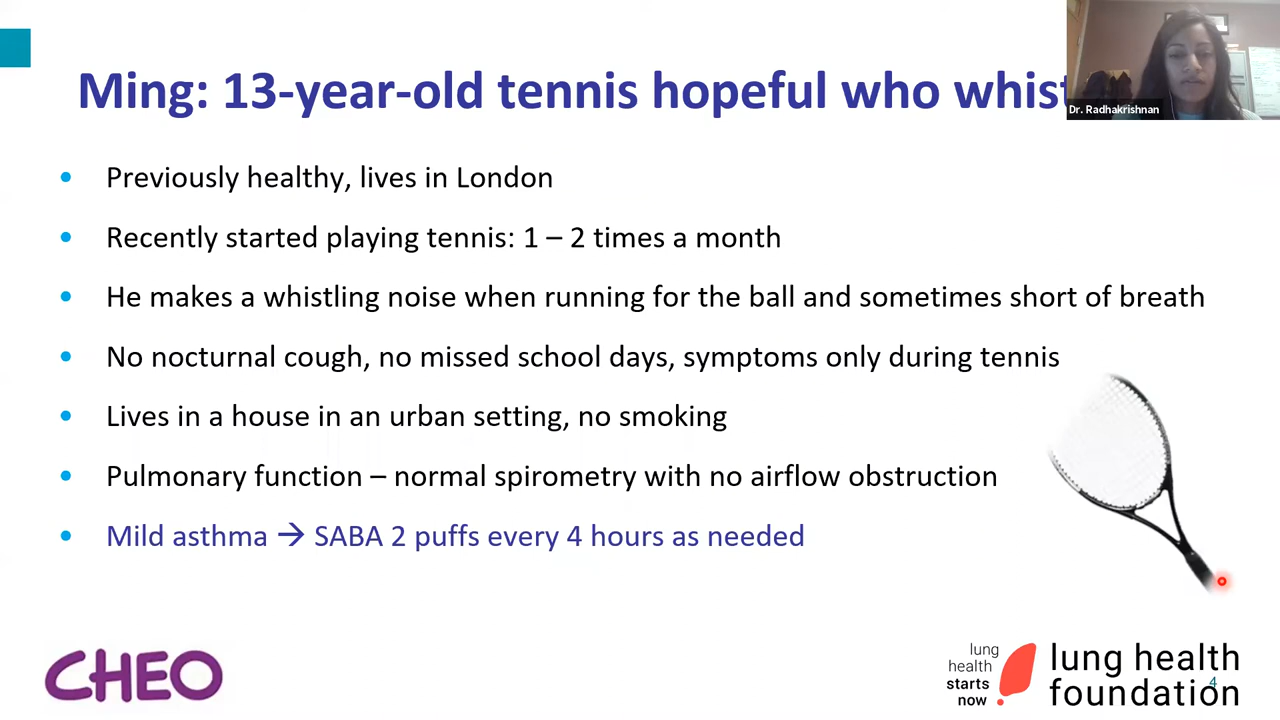 Ming: 13-year-old tennis hopeful who
Dr. Radhakrishnan
• Previously healthy, lives in London
• Recently started playing tennis: 1 – 2 times a month
• He makes a whistling noise when running for the ball and sometimes short of breath
• No nocturnal cough, no missed school days, symptoms only during tennis
• Lives in a house in an urban setting, no smoking
• Pulmonary function – normal spirometry with no airflow obstruction
• Mild asthma → SABA 2 puffs every 4 hours as needed
CHEO
lung
health
starts
now
lung health
foundation
4